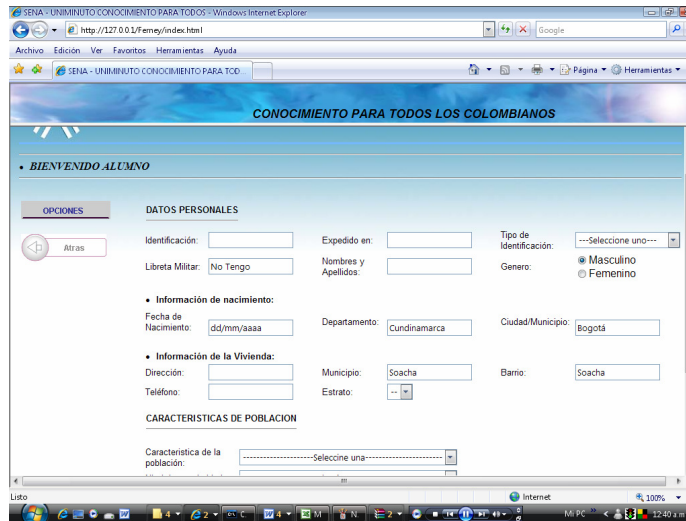 SENA - UNIMINUTO CONOCIMIENTO PARA TODOS - Windows Internet Explorer
http://127.0.0.1/Ferney/index.html
Google
Archivo Edición Ver Favoritos Herramientas Ayuda
SENA - UNIMINUTO CONOCIMIENTO PARA TOD...
Página Herramientas
CONOCIMIENTO PARA TODOS LOS COLOMBIANOS
• BIENVENIDO ALUMNO
OPCIONES
Atras
DATOS PERSONALES
Identificación: Expedido en: Tipo de Identificación: ---Seleccione uno---
Libreta Militar: No Tengo Nombres y Apellidos: Genero: Masculino
Femenino
• Información de nacimiento:
Fecha de Nacimiento: dd/mm/aaaa Departamento: Cundinamarca Ciudad/Municipio: Bogotá
• Información de la Vivienda:
Dirección: Municipio: Soacha Barrio: Soacha
Teléfono: Estrato: --
CARACTERISTICAS DE POBLACION
Caracteristica de la población: --------------------Seleccine una----------------------
Listo Internet 100%
4 2 C. 4 M N. 2 Mi PC 12:40 a.m.